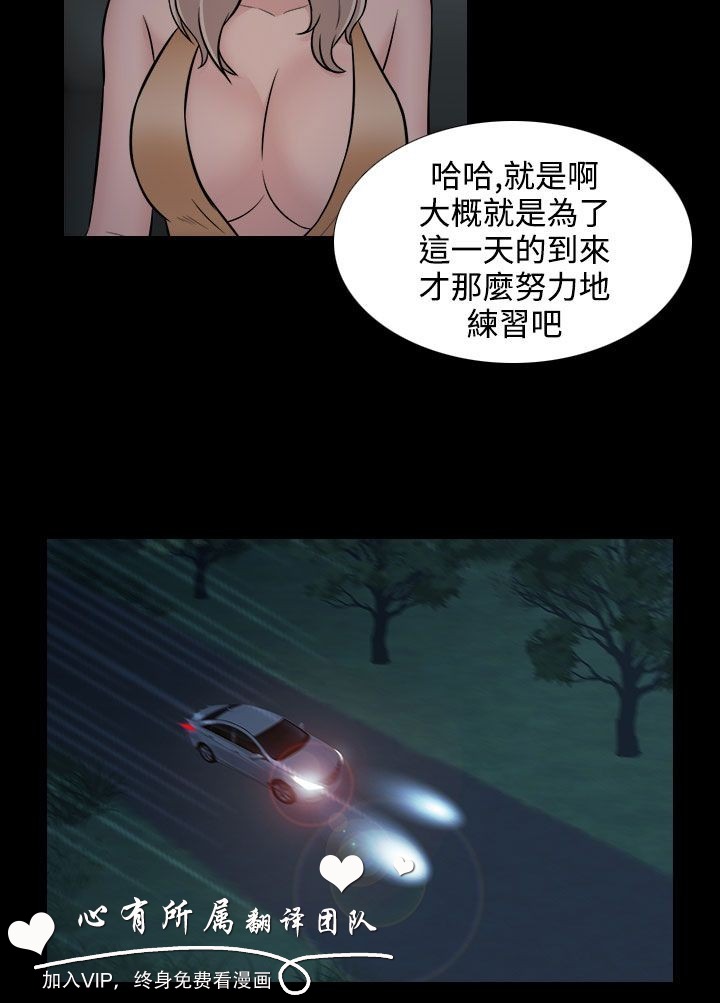 哈哈,就是啊
大概就是為了
這一天的到來
才那麼努力地
練習吧
心有所属翻译团队
加入VIP，终身免费看漫画